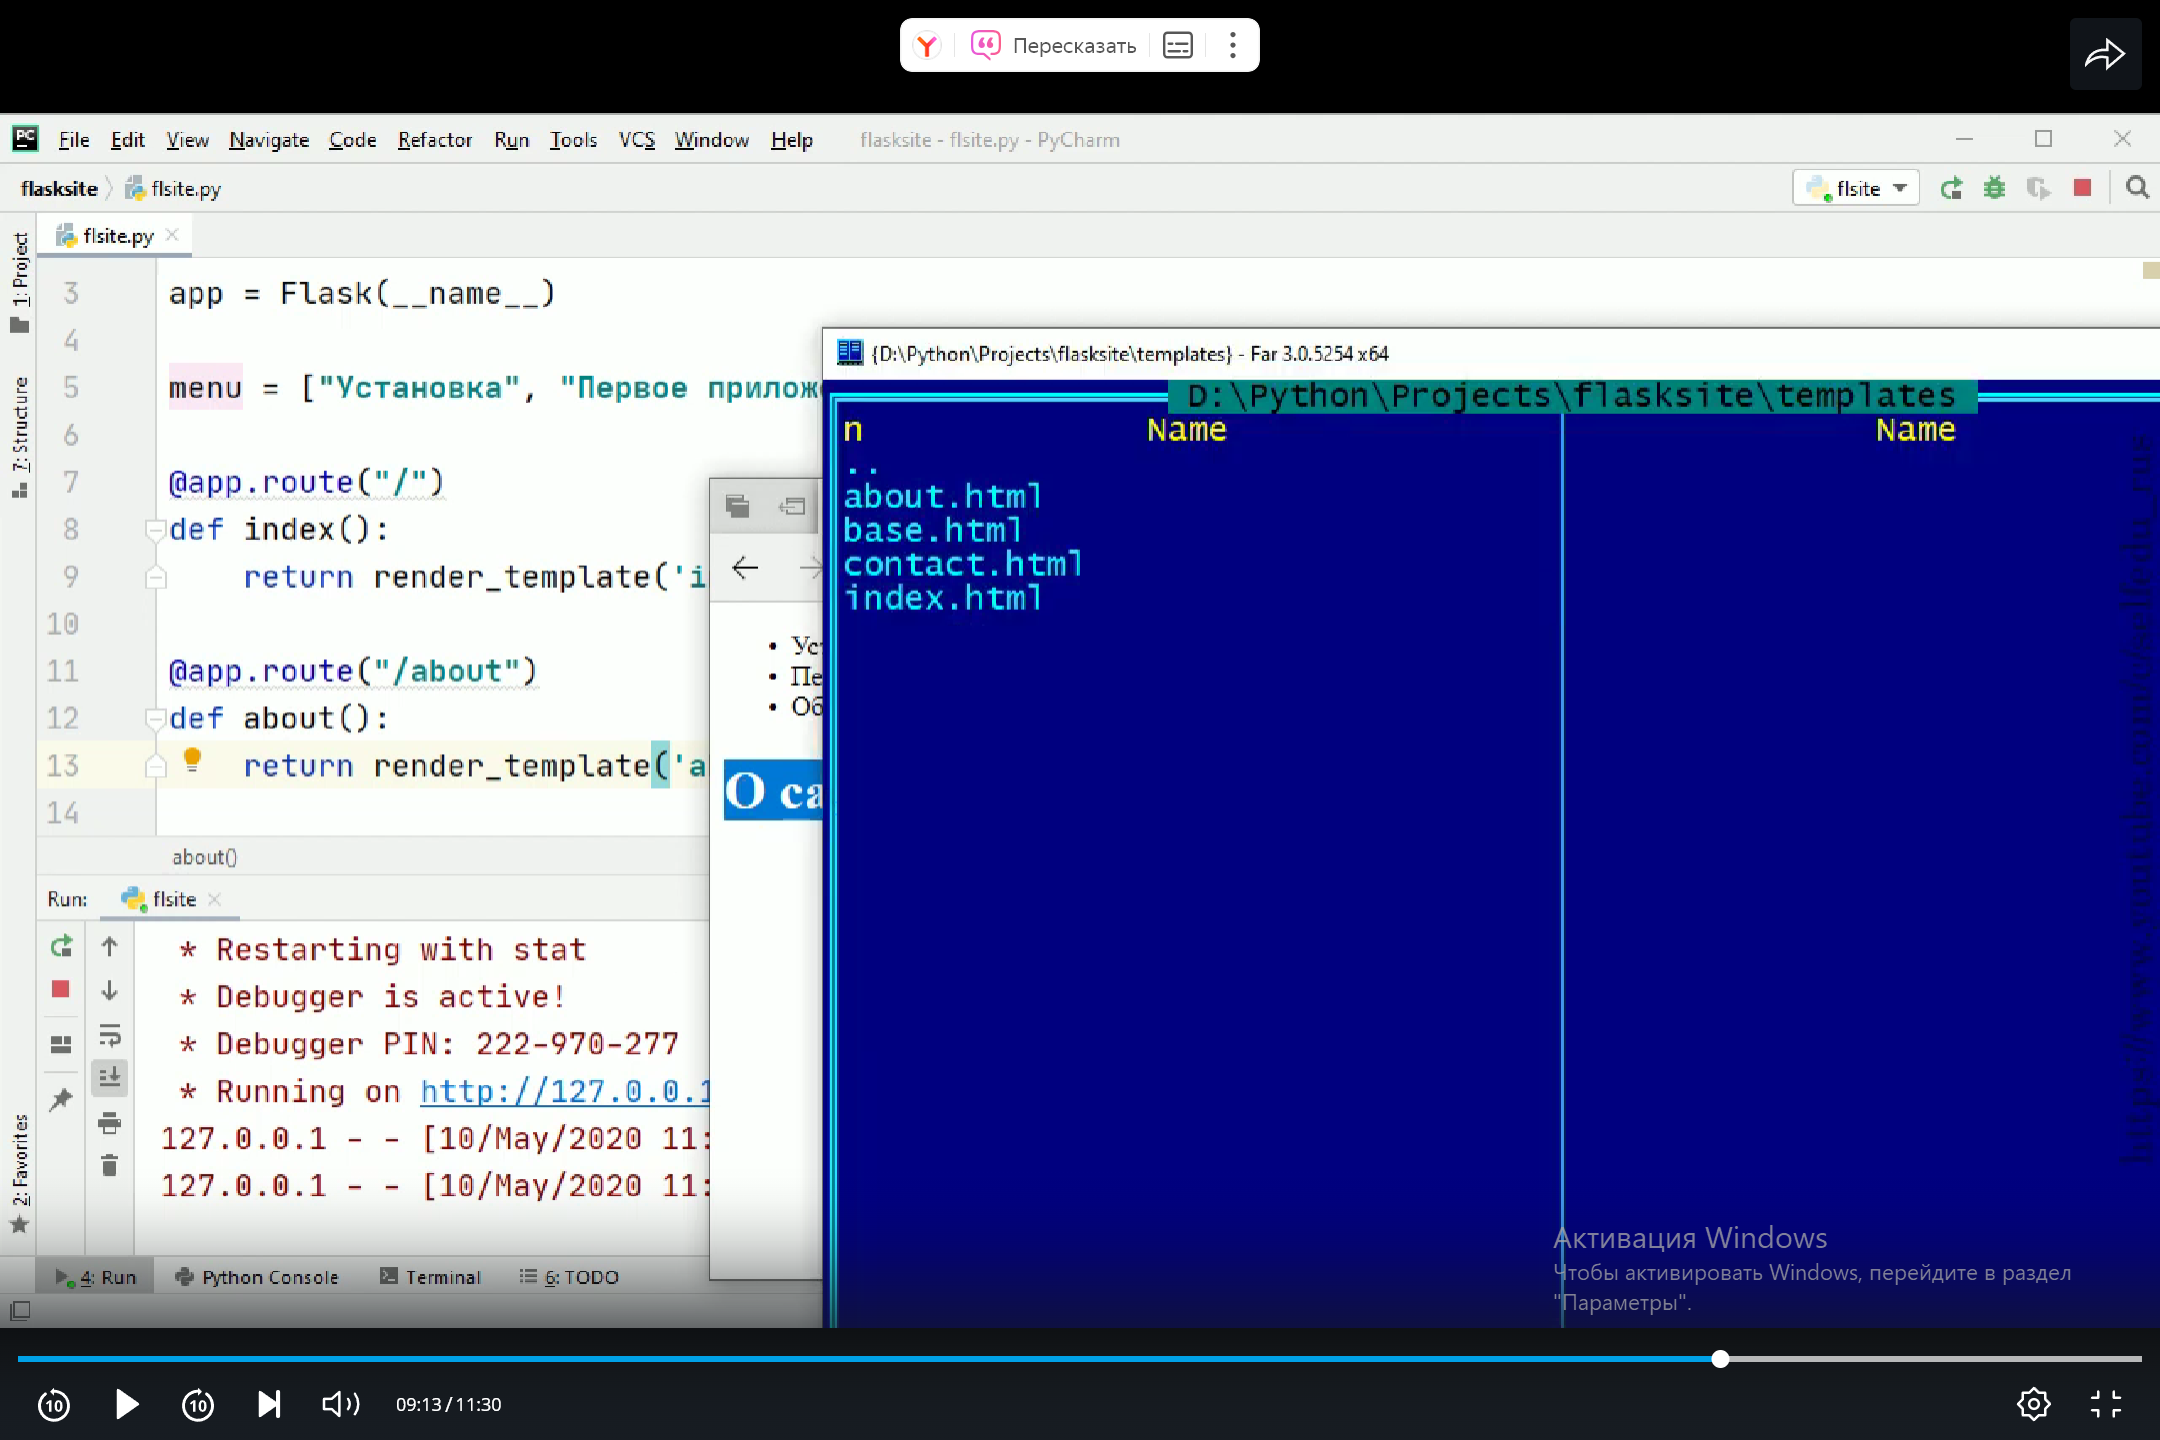 Пересказать
File Edit View Navigate Code Refactor Run Tools VCS Window Help flasksite - flsite.py - PyCharm
flasksite flsite.py
flsite
flsite.py
1: Project
7: Structure
2: Favorites
3 app = Flask(__name__)
4
5 menu = ["Установка", "Первое
6
7 @app.route("/")
8 def index():
9 return render_template('i
10
11 @app.route("/about")
12 def about():
13 return render_template('a
14
about()
{D:\Python\Projects\flasksite\templates} - Far 3.0.5254 x64
D:\Python\Projects\flasksite\templates
n Name Name
..
about.html
base.html
contact.html
index.html
О
https://www.youtube.com/c/selfedu_rus
Run: flsite
* Restarting with stat
* Debugger is active!
* Debugger PIN: 222-970-277
* Running on http://127.0.0.1
127.0.0.1 - - [10/May/2020 11:
127.0.0.1 - - [10/May/2020 11:
4: Run Python Console Terminal 6: TODO
Активация Windows
Чтобы активировать Windows, перейдите в раздел
"Параметры".
10 10 09:13 / 11:30